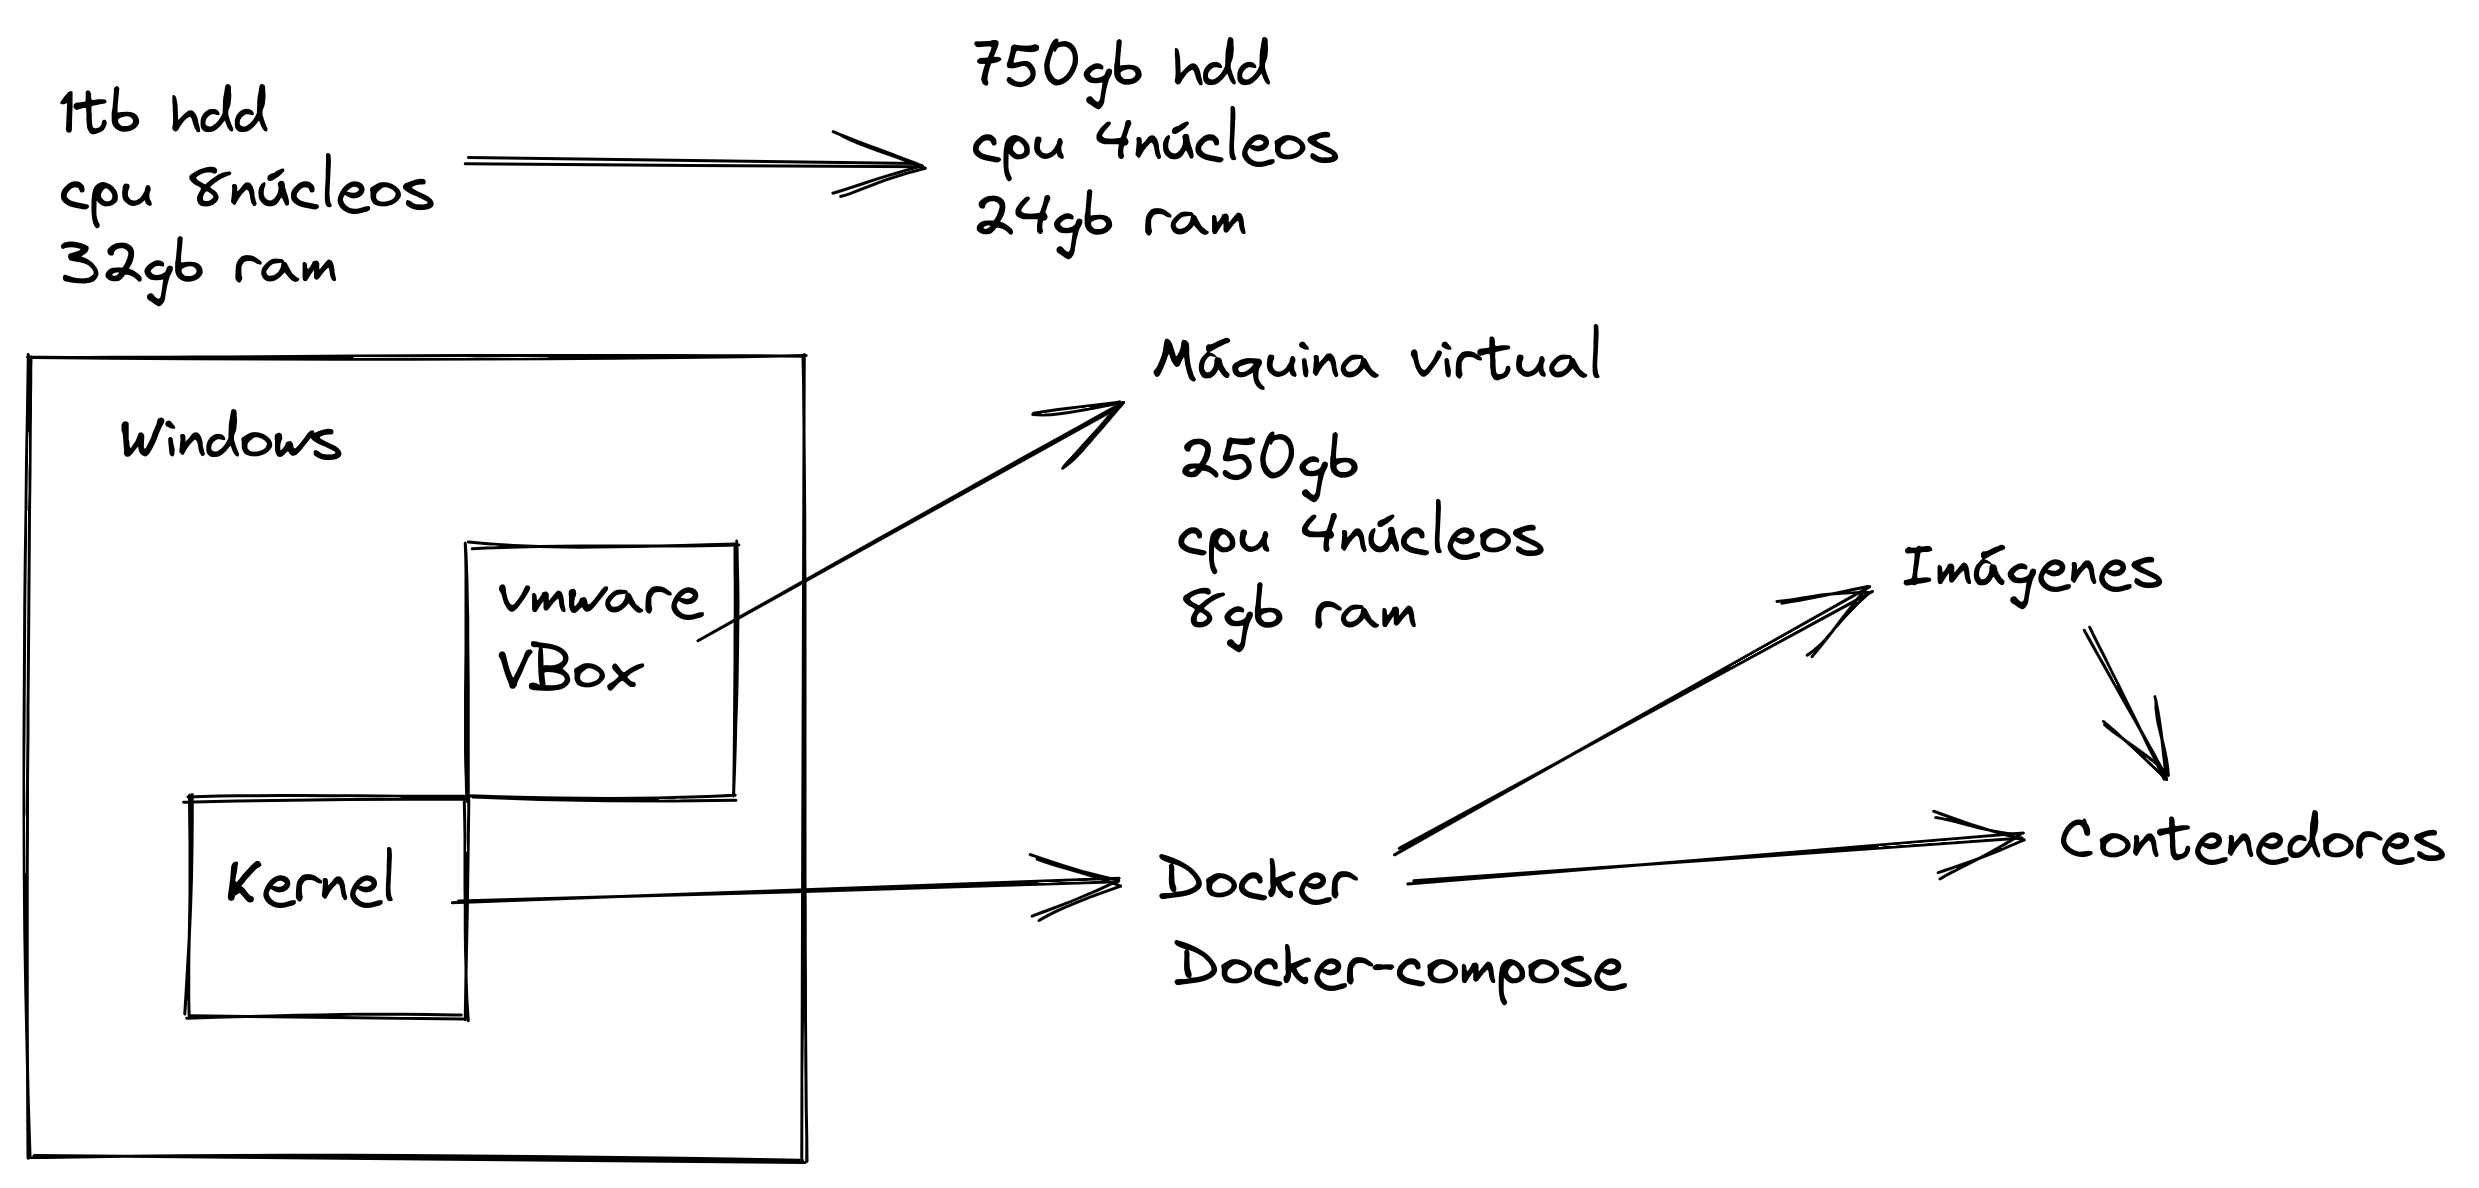 1tb hdd
cpu 8núcleos
32gb ram
750gb hdd
cpu 4núcleos
24gb ram
Windows
vmware
VBox
Kernel
Máquina virtual
250gb
cpu 4núcleos
8gb ram
Docker
Docker-compose
Imágenes
Contenedores